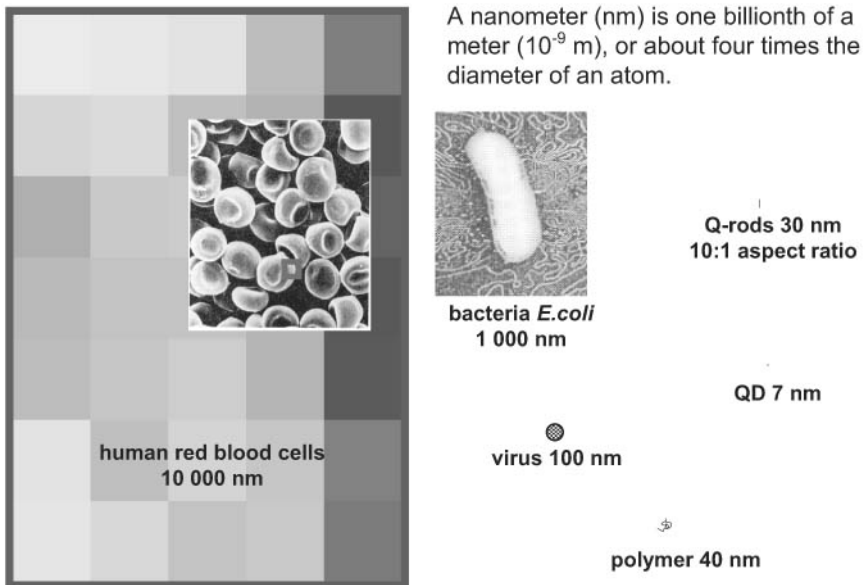 A nanometer (nm) is one billionth of a
meter (10⁻⁹ m), or about four times the
diameter of an atom.
Q-rods 30 nm
10:1 aspect ratio
bacteria E.coli
1 000 nm
QD 7 nm
human red blood cells
10 000 nm
virus 100 nm
polymer 40 nm